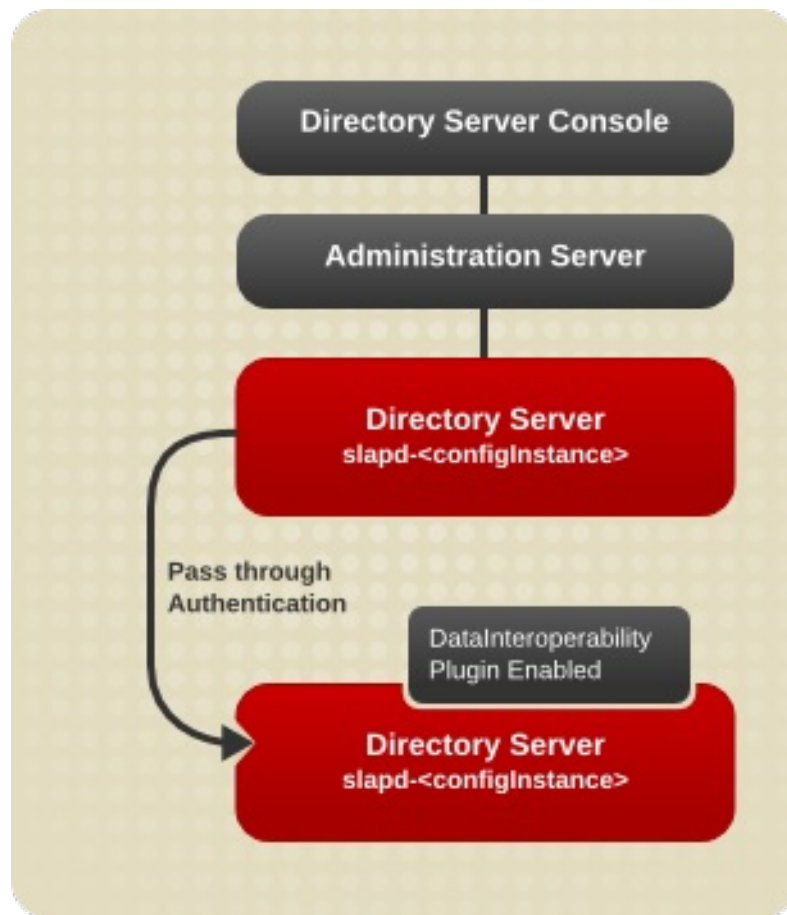 Directory Server Console
Administration Server
Directory Server
slapd-<configInstance>
Pass through
Authentication
DataInteroperability
Plugin Enabled
Directory Server
slapd-<configInstance>